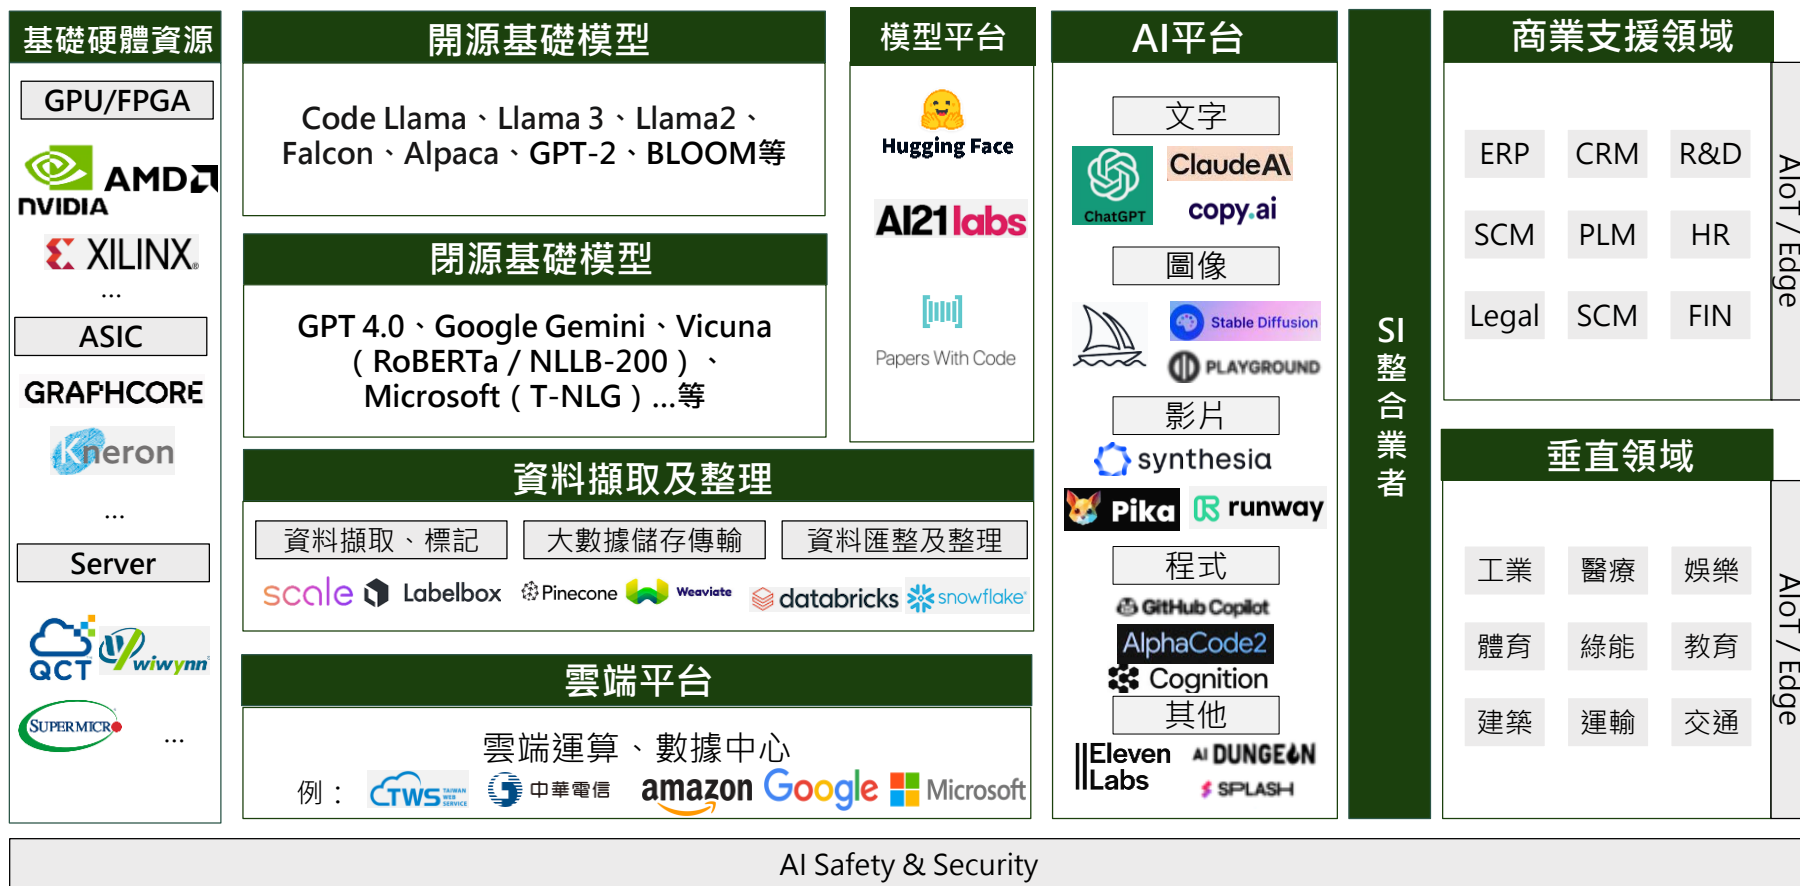 基礎硬體資源
GPU/FPGA
NVIDIA
AMD
XILINX
...
ASIC
GRAFHCORE
Kneron
...
Server
QCT
wiwynn
SUPERMICRO
...
開源基礎模型
Code Llama、Llama 3、Llama2、
Falcon、Alpaca、GPT-2、BLOOM等
閉源基礎模型
GPT 4.0、Google Gemini、Vicuna
（RoBERTa / NLLB-200）、
Microsoft（T-NLG）...等
模型平台
Hugging Face
AI21labs
Papers With Code
資料擷取及整理
資料擷取、標記
大數據儲存傳輸
資料匯整及整理
scale
Labelbox
Pinecone
Weaviate
databricks
snowflake
雲端平台
雲端運算、數據中心
例：
TWS TAIWAN WEB SERVICE
中華電信
amazon
Google
Microsoft
AI平台
文字
ChatGPT
ClaudeAI
copy.ai
圖像
Stable Diffusion
PLAYGROUND
影片
synthesia
Pika
runway
程式
GitHub Copilot
AlphaCode2
Cognition
其他
||Eleven
Labs
AI DUNGEON
SPLASH
SI整合業者
商業支援領域
ERP CRM R&D
SCM PLM HR
Legal SCM FIN
AIoT / Edge
垂直領域
工業 醫療 娛樂
體育 綠能 教育
建築 運輸 交通
AIoT / Edge
AI Safety & Security